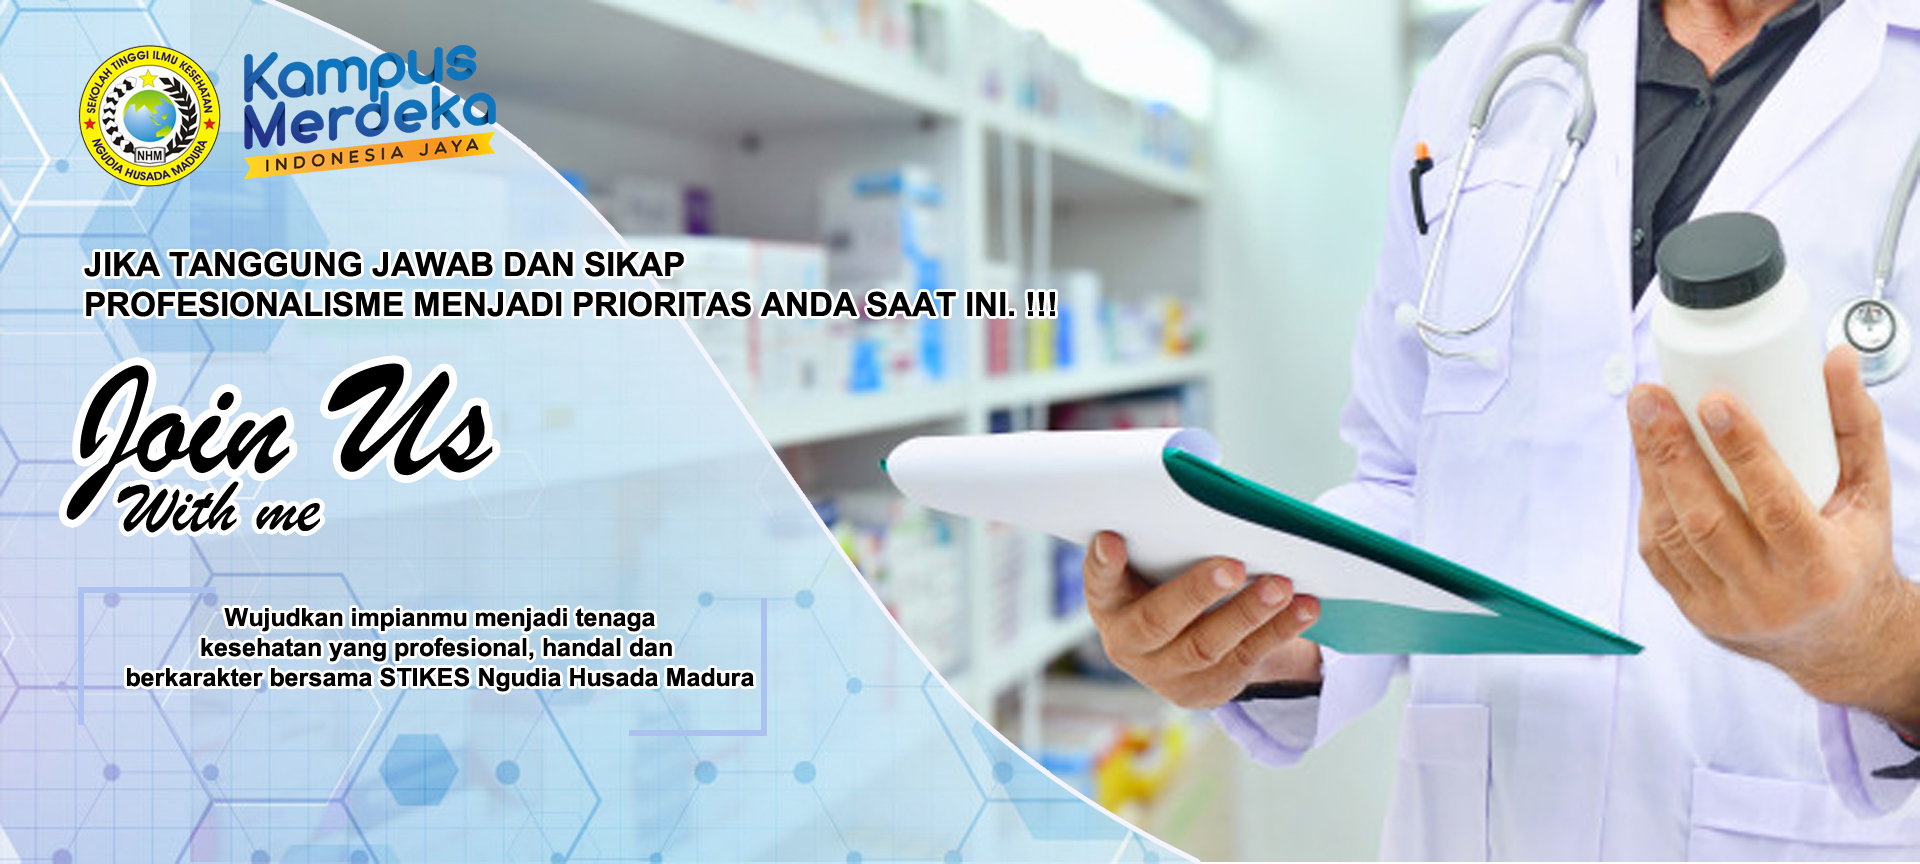 SEKOLAH TINGGI ILMU KESEHATAN
NHM
NGUDIA HUSADA MADURA
Kampus
Merdeka
INDONESIA JAYA
JIKA TANGGUNG JAWAB DAN SIKAP
PROFESIONALISME MENJADI PRIORITAS ANDA SAAT INI. !!!
Join Us
With me
Wujudkan impianmu menjadi tenaga
kesehatan yang profesional, handal dan
berkarakter bersama STIKES Ngudia Husada Madura